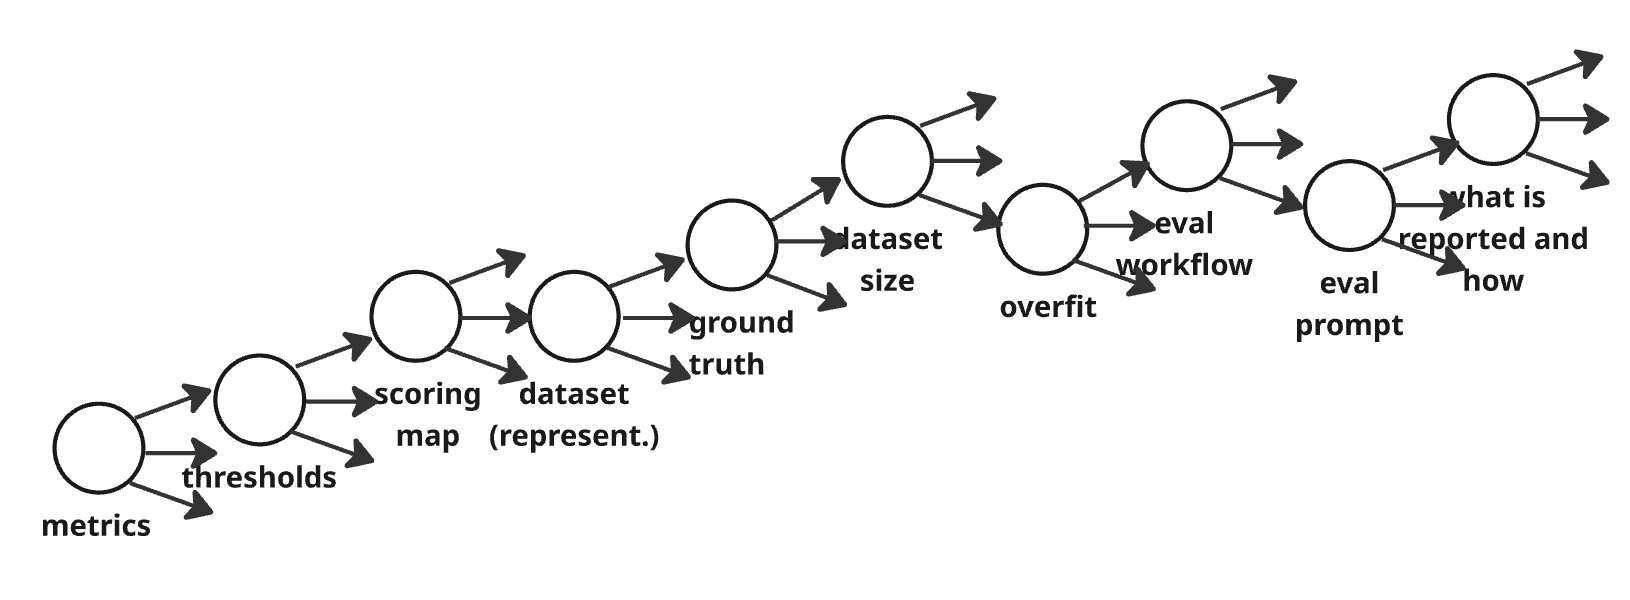 metrics
thresholds
scoring
map
dataset
(represent.)
ground
truth
dataset
size
overfit
eval
workflow
eval
prompt
what is
reported and
how